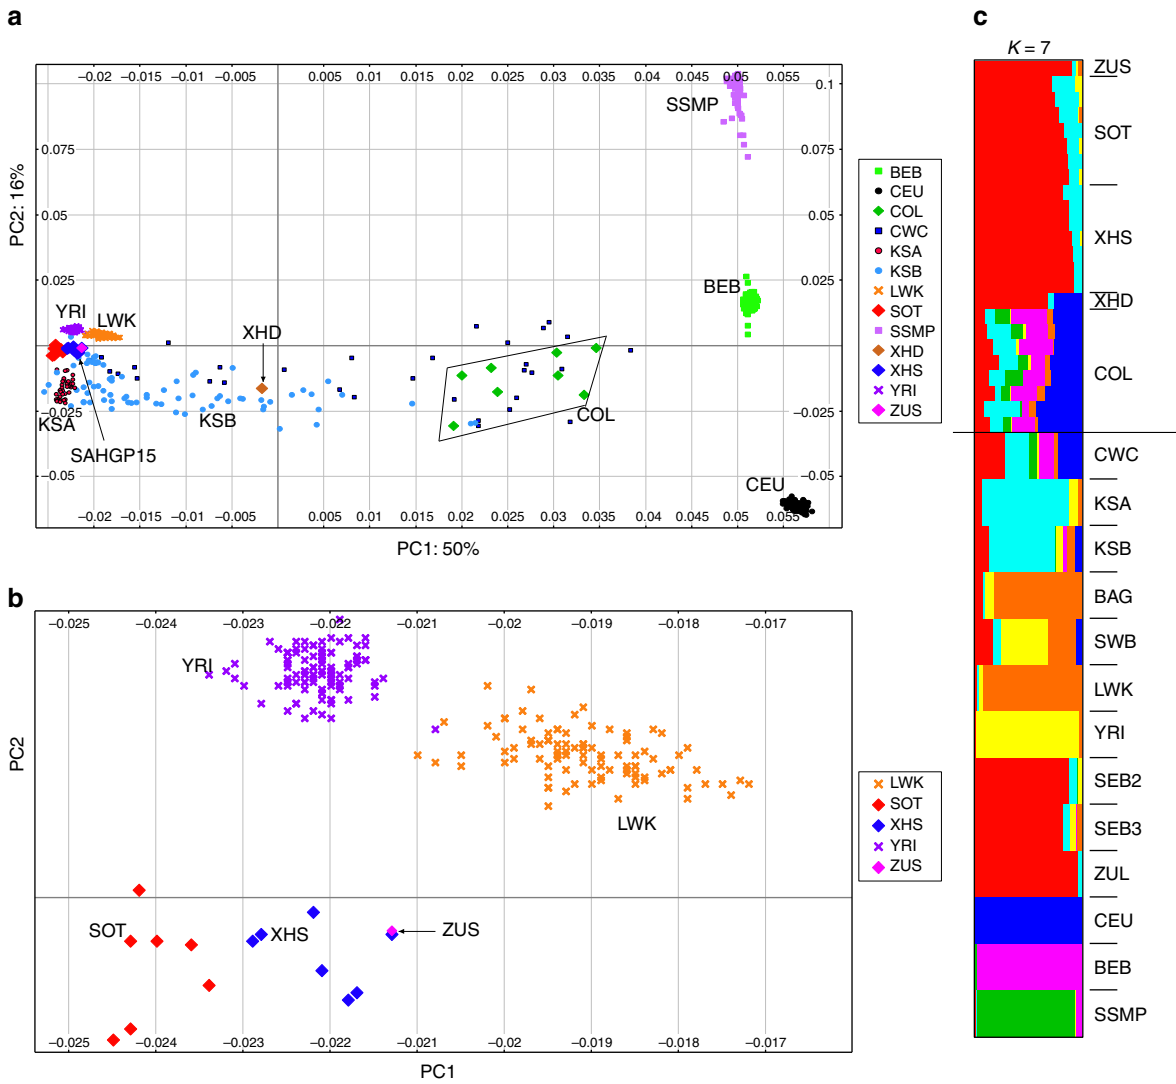 a
−0.02 −0.015 −0.01 −0.005 0.005 0.01 0.015 0.02 0.025 0.03 0.035 0.04 0.045 0.05 0.055
0.1
SSMP
0.075 0.075
0.05 0.05
PC2: 16%
0.025 0.025
BEB
YRI
LWK
XHD
−0.025 −0.025
KSA
KSB
COL
SAHGP15
−0.05 −0.05
CEU
−0.02 −0.015 −0.01 −0.005 0.005 0.01 0.015 0.02 0.025 0.03 0.035 0.04 0.045 0.05 0.055
PC1: 50%
BEB
CEU
COL
CWC
KSA
KSB
LWK
SOT
SSMP
XHD
XHS
YRI
ZUS
b
−0.025 −0.024 −0.023 −0.022 −0.021 −0.02 −0.019 −0.018 −0.017
YRI
PC2
LWK
SOT
XHS
ZUS
−0.025 −0.024 −0.023 −0.022 −0.021 −0.02 −0.019 −0.018 −0.017
PC1
LWK
SOT
XHS
YRI
ZUS
c
K = 7
ZUS
SOT
XHS
XHD
COL
CWC
KSA
KSB
BAG
SWB
LWK
YRI
SEB2
SEB3
ZUL
CEU
BEB
SSMP